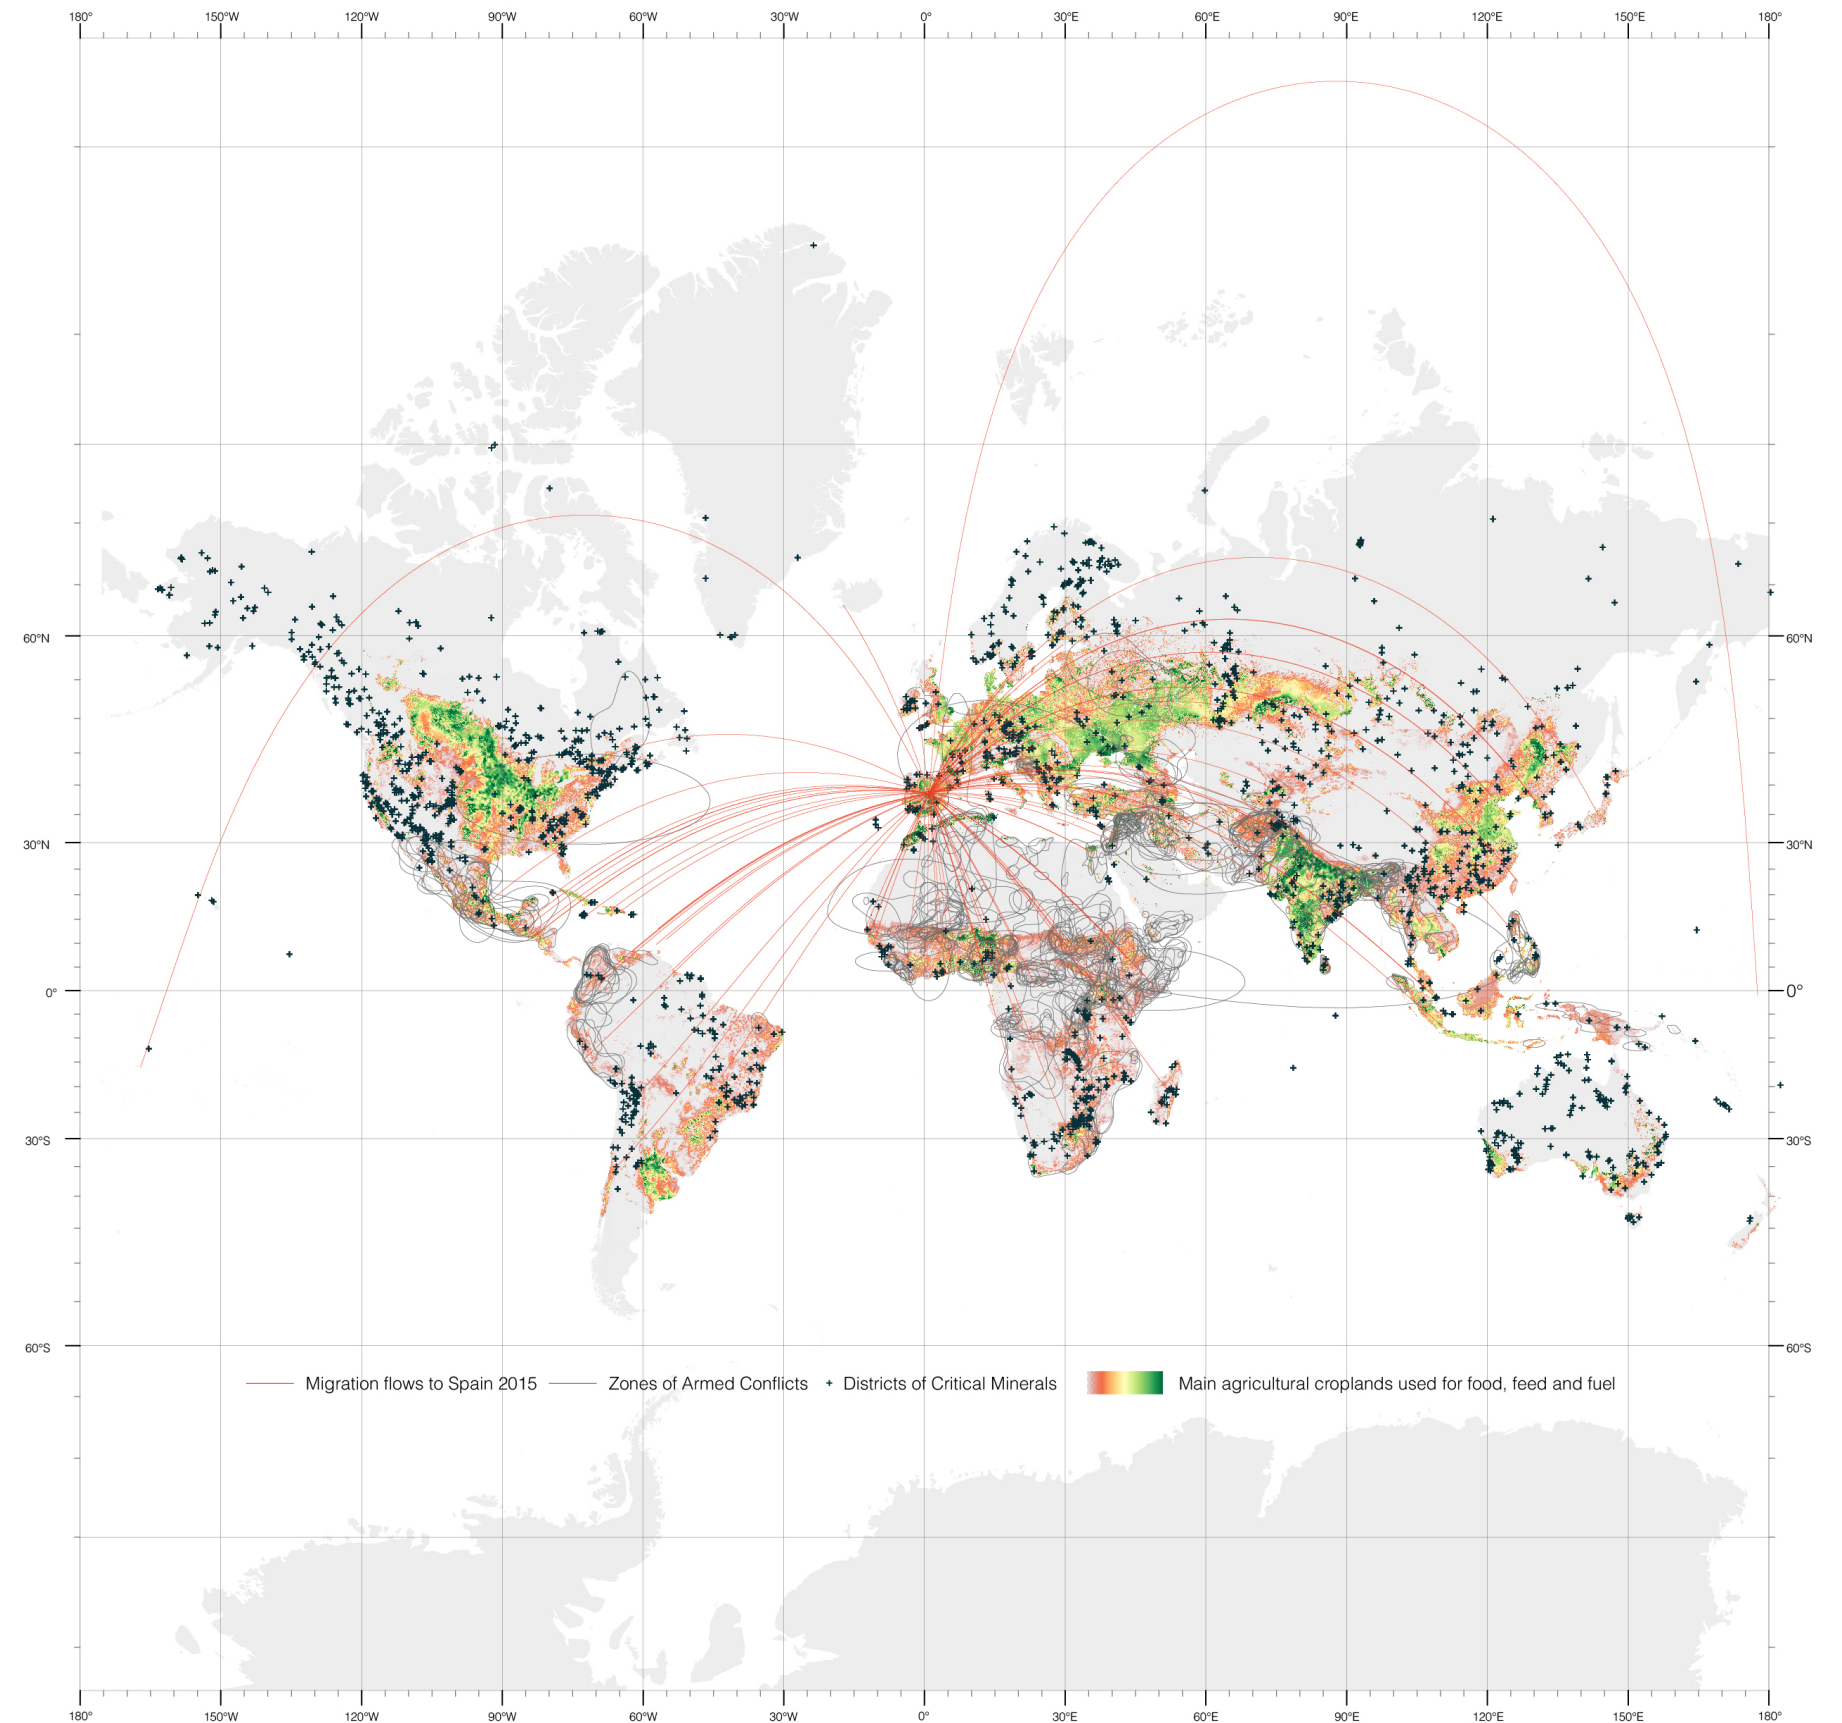 180° 150°W 120°W 90°W 60°W 30°W 0° 30°E 60°E 90°E 120°E 150°E 180°
60°N 60°N
30°N 30°N
0° 0°
30°S 30°S
60°S 60°S
Migration flows to Spain 2015 Zones of Armed Conflicts Districts of Critical Minerals Main agricultural croplands used for food, feed and fuel
180° 150°W 120°W 90°W 60°W 30°W 0° 30°E 60°E 90°E 120°E 150°E 180°